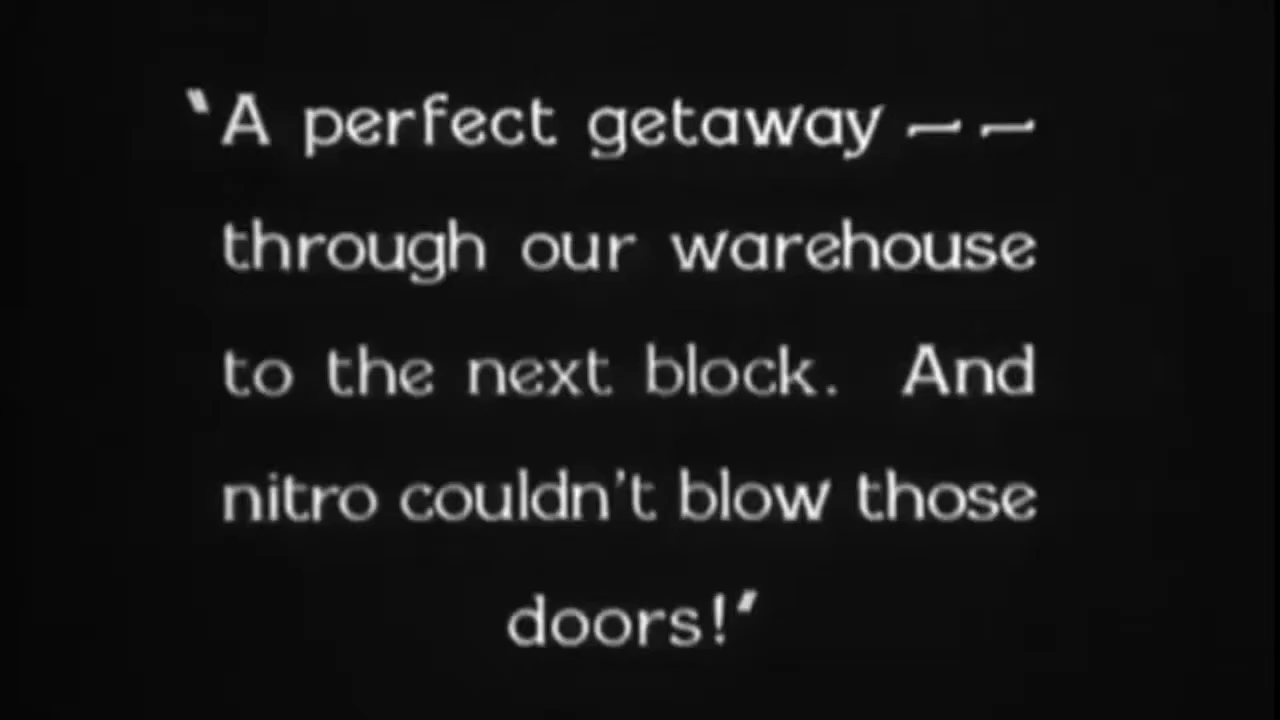 ‛A perfect getaway — —
through our warehouse
to the next block. And
nitro couldn't blow those
doors!’